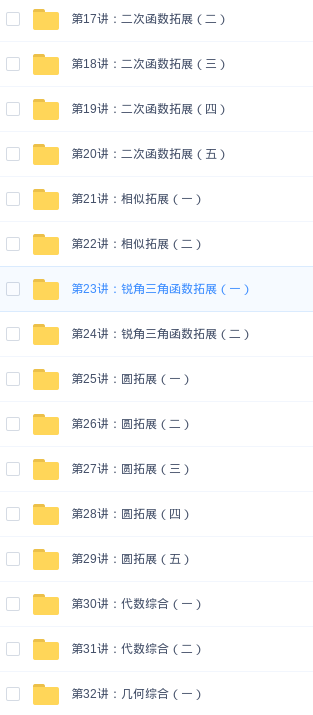 第17讲：二次函数拓展（二）
第18讲：二次函数拓展（三）
第19讲：二次函数拓展（四）
第20讲：二次函数拓展（五）
第21讲：相似拓展（一）
第22讲：相似拓展（二）
第23讲：锐角三角函数拓展（一）
第24讲：锐角三角函数拓展（二）
第25讲：圆拓展（一）
第26讲：圆拓展（二）
第27讲：圆拓展（三）
第28讲：圆拓展（四）
第29讲：圆拓展（五）
第30讲：代数综合（一）
第31讲：代数综合（二）
第32讲：几何综合（一）